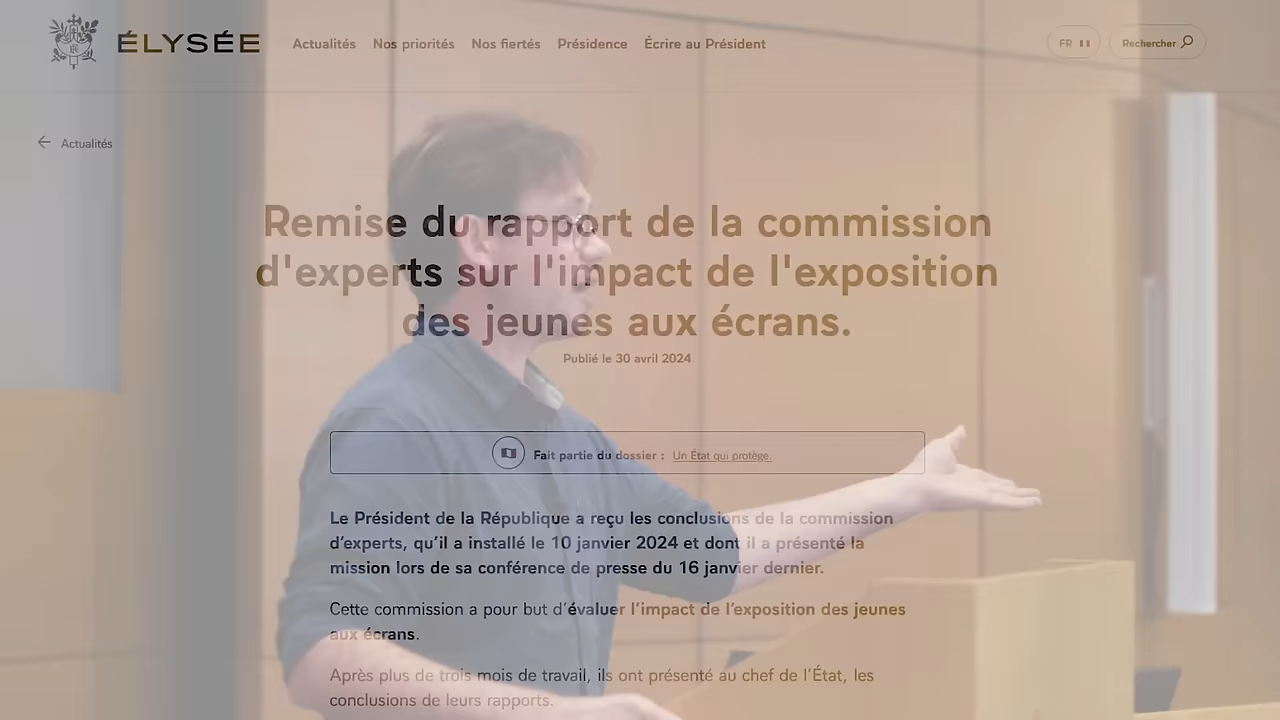 ÉLYSÉE Actualités Nos priorités Nos fiertés Présidence Écrire au Président FR Rechercher
Actualités
Remise du rapport de la commission
d'experts sur l'impact de l'exposition
des jeunes aux écrans.
Publié le 30 avril 2024
Fait partie du dossier : Un État qui protège.
Le Président de la République a reçu les conclusions de la commission
d’experts, qu’il a installé le 10 janvier 2024 et dont il a présenté la
mission lors de sa conférence de presse du 16 janvier dernier.
Cette commission a pour but d’évaluer l’impact de l’exposition des jeunes
aux écrans.
Après plus de trois mois de travail, ils ont présenté au chef de l’État, les
conclusions de leurs rapports.